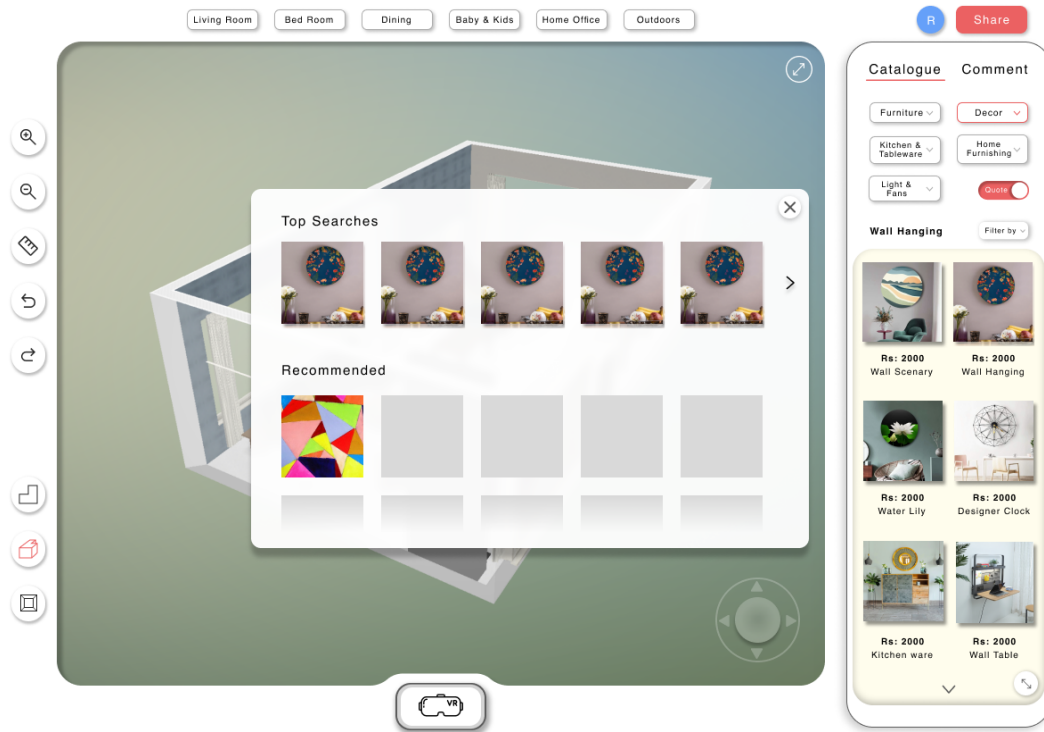 Living Room
Bed Room
Dining
Baby & Kids
Home Office
Outdoors
R
Share
Catalogue
Comment
Furniture
Decor
Kitchen &
Tableware
Home
Furnishing
Light &
Fans
Quote
Wall Hanging
Filter by
Top Searches
Recommended
Rs: 2000
Wall Scenary
Rs: 2000
Wall Hanging
Rs: 2000
Water Lily
Rs: 2000
Designer Clock
Rs: 2000
Kitchen ware
Rs: 2000
Wall Table
VR